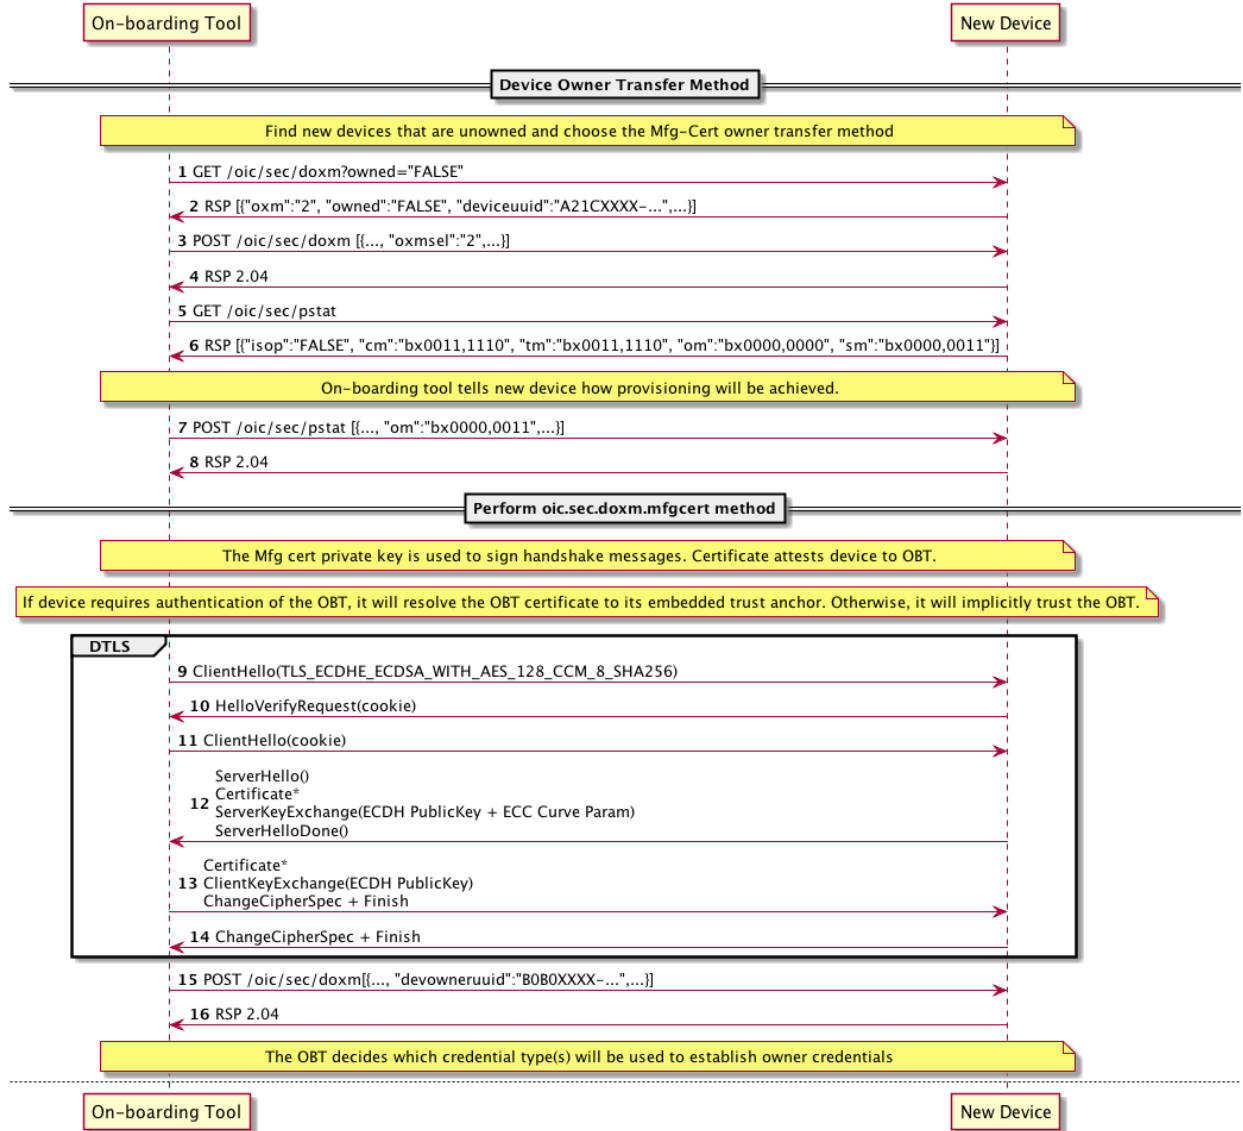 On-boarding Tool
New Device
Device Owner Transfer Method
Find new devices that are unowned and choose the Mfg-Cert owner transfer method
1 GET /oic/sec/doxm?owned="FALSE"
2 RSP [{"oxm":"2", "owned":"FALSE", "deviceuuid":"A21CXXXX-...",...}]
3 POST /oic/sec/doxm [{..., "oxmsel":"2",...}]
4 RSP 2.04
5 GET /oic/sec/pstat
6 RSP [{"isop":"FALSE", "cm":"bx0011,1110", "tm":"bx0011,1110", "om":"bx0000,0000", "sm":"bx0000,0011"}]
On-boarding tool tells new device how provisioning will be achieved.
7 POST /oic/sec/pstat [{..., "om":"bx0000,0011",...}]
8 RSP 2.04
Perform oic.sec.doxm.mfgcert method
The Mfg cert private key is used to sign handshake messages. Certificate attests device to OBT.
If device requires authentication of the OBT, it will resolve the OBT certificate to its embedded trust anchor. Otherwise, it will implicitly trust the OBT.
DTLS
9 ClientHello(TLS_ECDHE_ECDSA_WITH_AES_128_CCM_8_SHA256)
10 HelloVerifyRequest(cookie)
11 ClientHello(cookie)
ServerHello()
Certificate*
12
ServerKeyExchange(ECDH PublicKey + ECC Curve Param)
ServerHelloDone()
Certificate*
13 ClientKeyExchange(ECDH PublicKey)
ChangeCipherSpec + Finish
14 ChangeCipherSpec + Finish
15 POST /oic/sec/doxm[{..., "devowneruuid":"B0B0XXXX-...",...}]
16 RSP 2.04
The OBT decides which credential type(s) will be used to establish owner credentials
On-boarding Tool
New Device